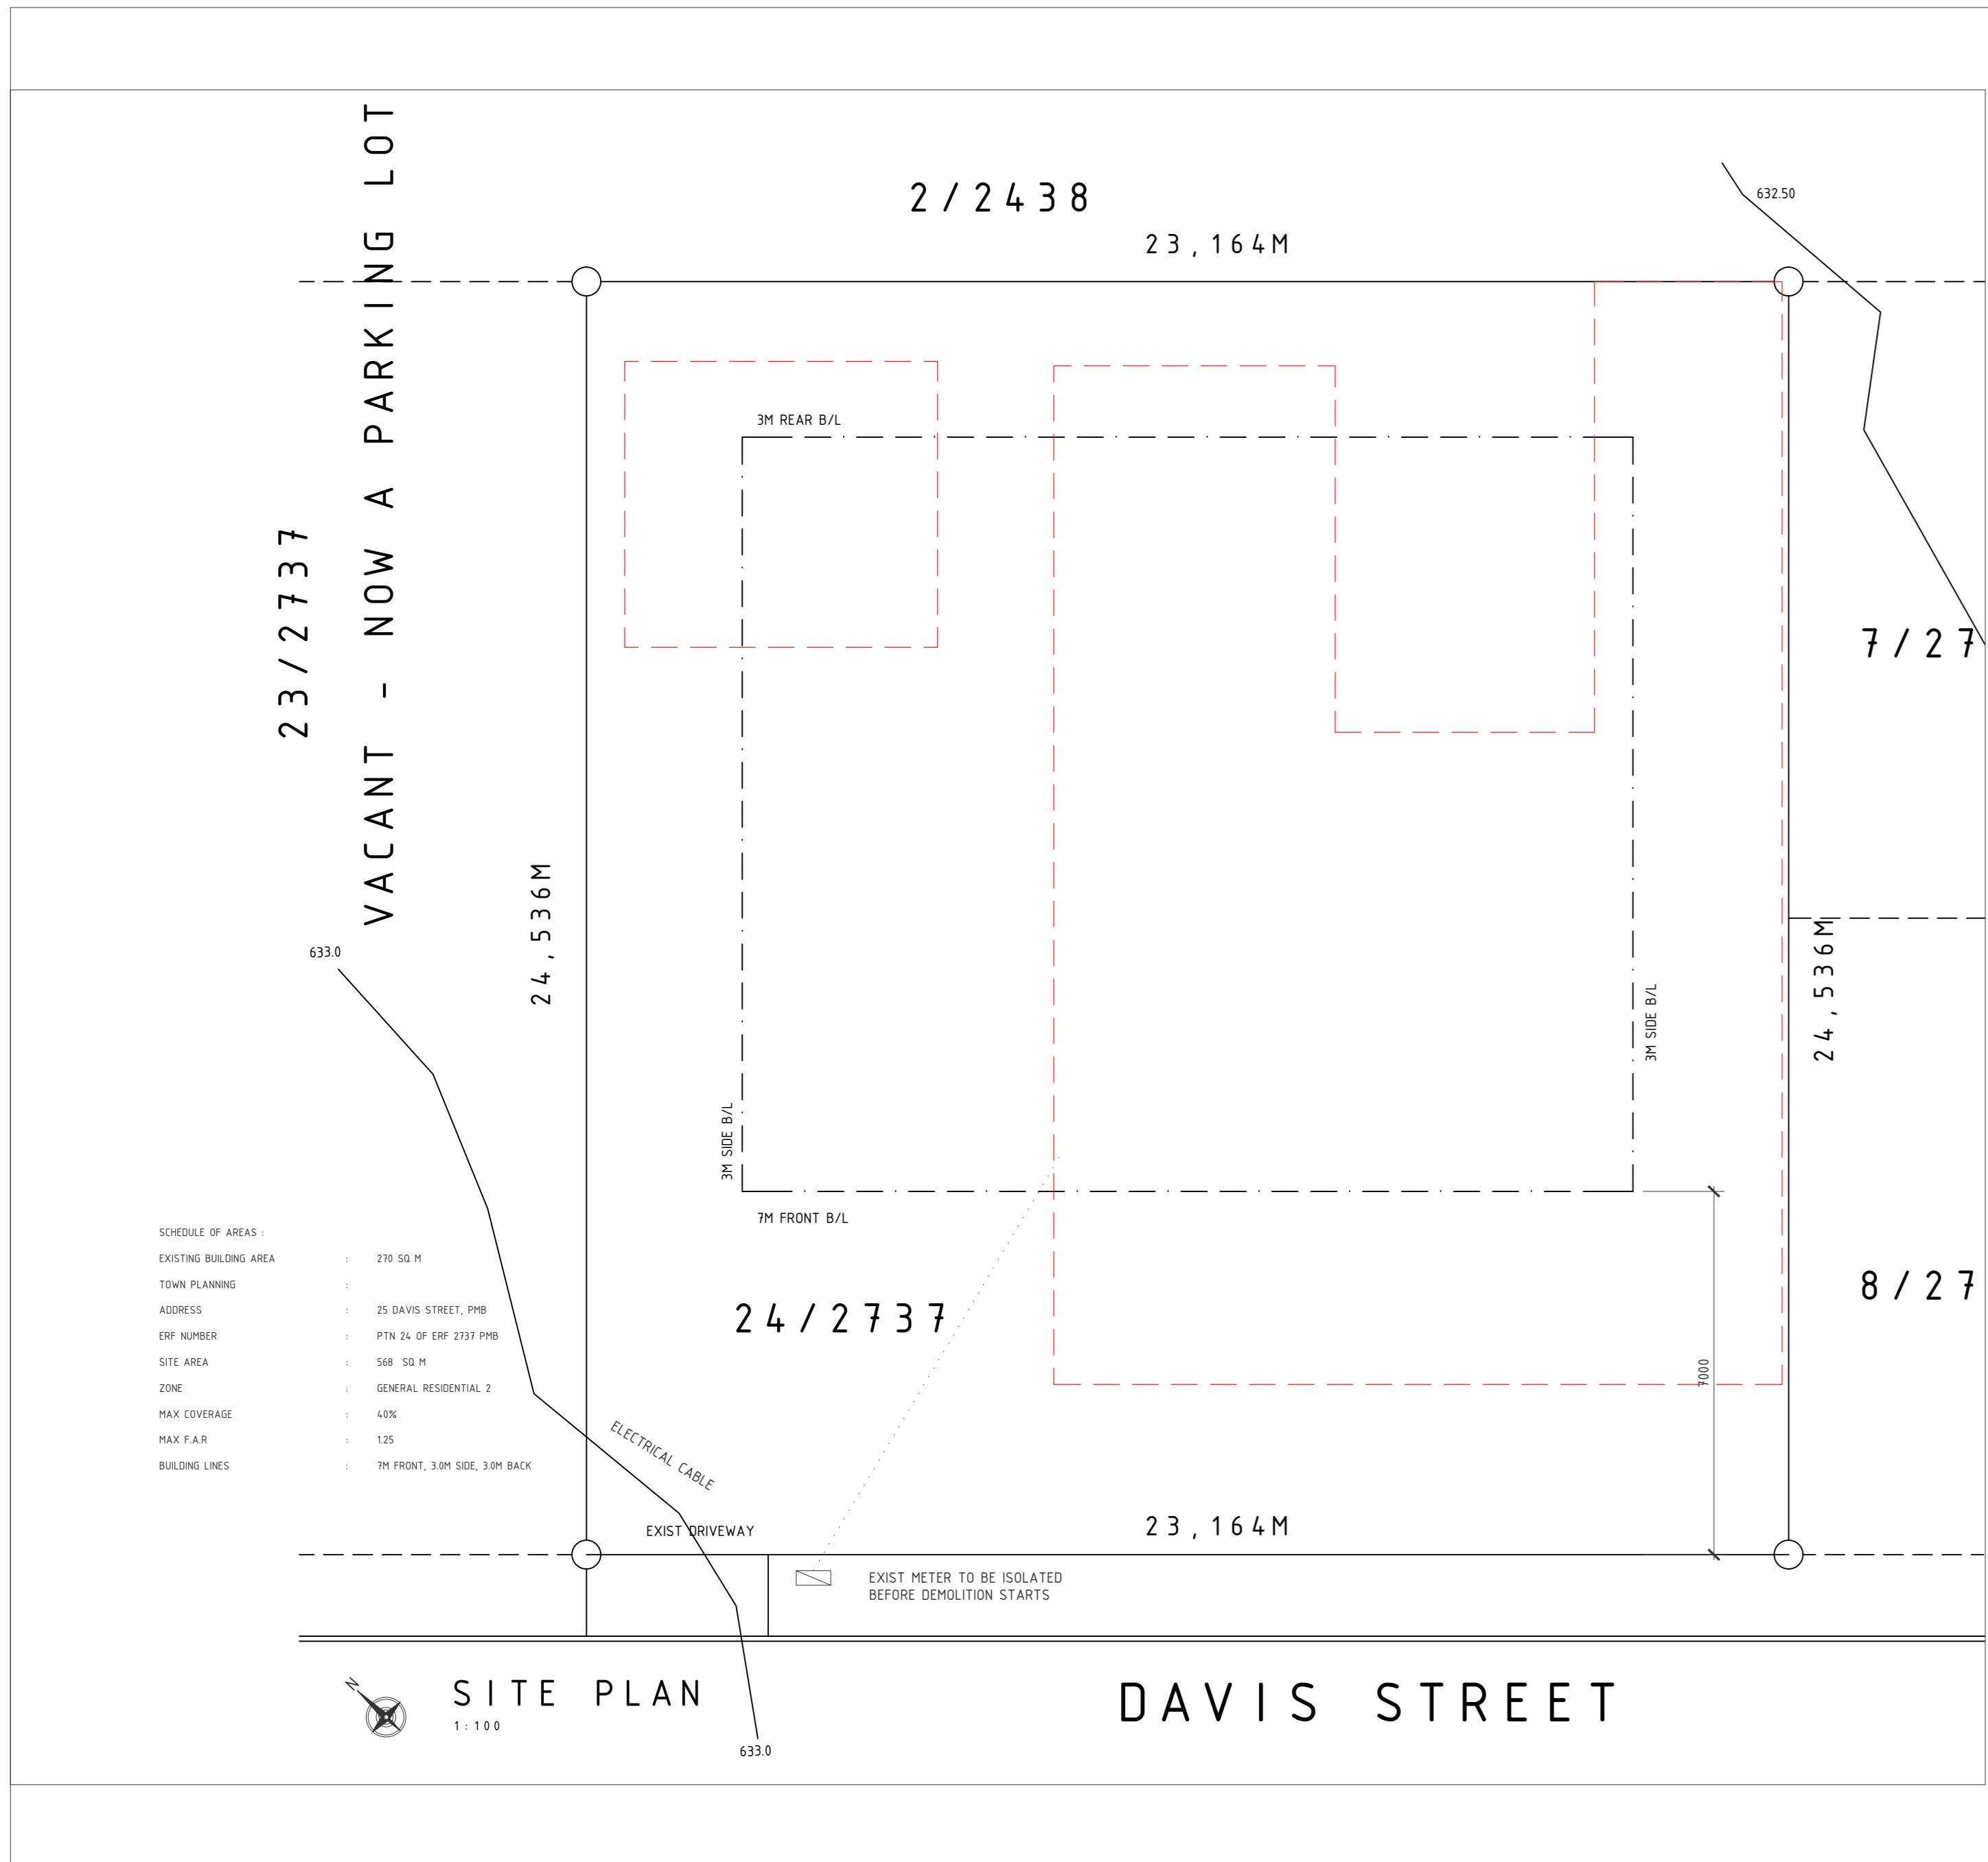 VACANT - NOW A PARKING LOT
23/2737
2/2438
23,164M
632.50
3M REAR B/L
7/27
24,536M
24,536M
633.0
3M SIDE B/L
3M SIDE B/L
7M FRONT B/L
24/2737
8/27
7000
SCHEDULE OF AREAS :
EXISTING BUILDING AREA : 270 SQ M
TOWN PLANNING :
ADDRESS : 25 DAVIS STREET, PMB
ERF NUMBER : PTN 24 OF ERF 2737 PMB
SITE AREA : 568 SQ M
ZONE : GENERAL RESIDENTIAL 2
MAX COVERAGE : 40%
MAX F.A.R : 1.25
BUILDING LINES : 7M FRONT, 3.0M SIDE, 3.0M BACK
ELECTRICAL CABLE
EXIST DRIVEWAY
23,164M
EXIST METER TO BE ISOLATED
BEFORE DEMOLITION STARTS
N
SITE PLAN
1:100
DAVIS STREET
633.0